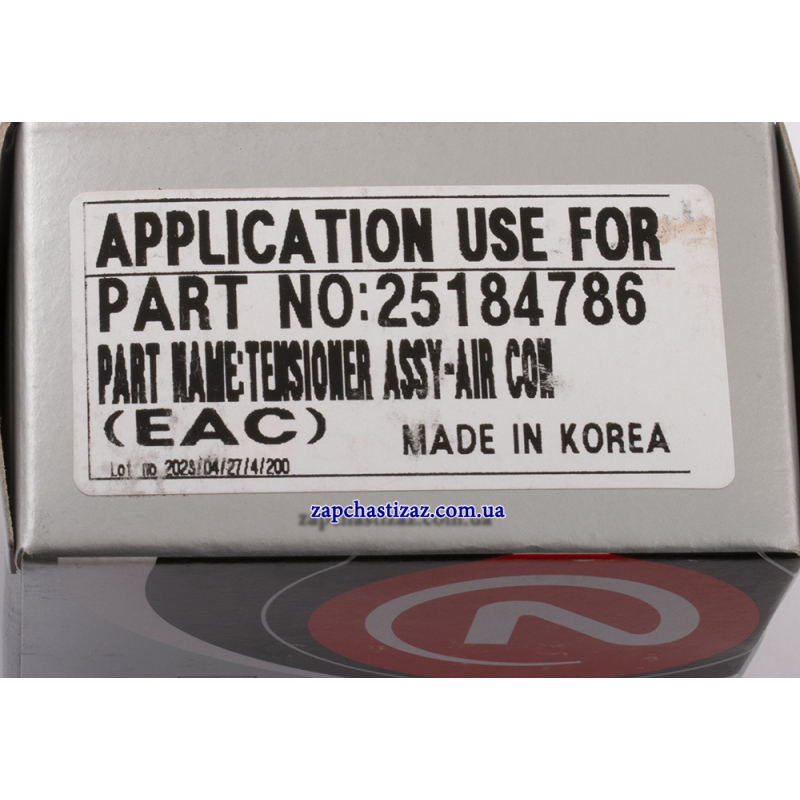 APPLICATION USE FOR
PART NO:25184786
PART NAME:TENSIONER ASSY-AIR CON
(EAC) MADE IN KOREA
Lot no 2023/04/27/4/200
zapchastizaz.com.ua